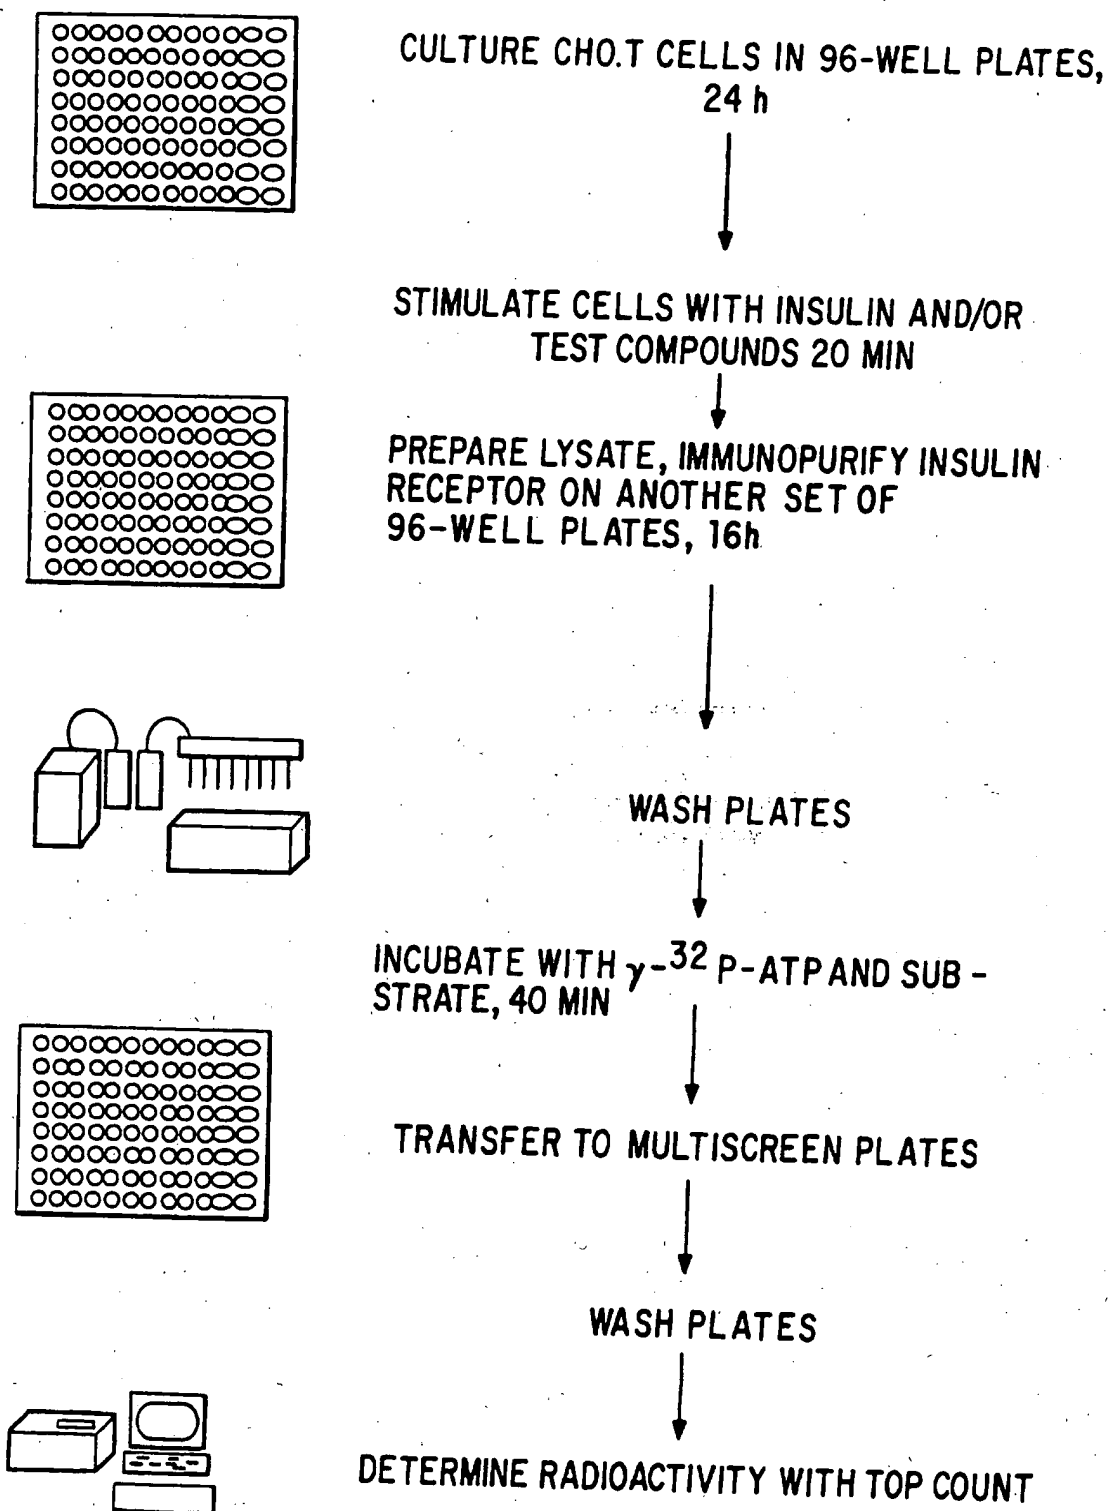 CULTURE CHO.T CELLS IN 96-WELL PLATES,
24 h
STIMULATE CELLS WITH INSULIN AND/OR
TEST COMPOUNDS 20 MIN
PREPARE LYSATE, IMMUNOPURIFY INSULIN
RECEPTOR ON ANOTHER SET OF
96-WELL PLATES, 16h
WASH PLATES
INCUBATE WITH γ-³² P-ATP AND SUB-
STRATE, 40 MIN
TRANSFER TO MULTISCREEN PLATES
WASH PLATES
DETERMINE RADIOACTIVITY WITH TOP COUNT